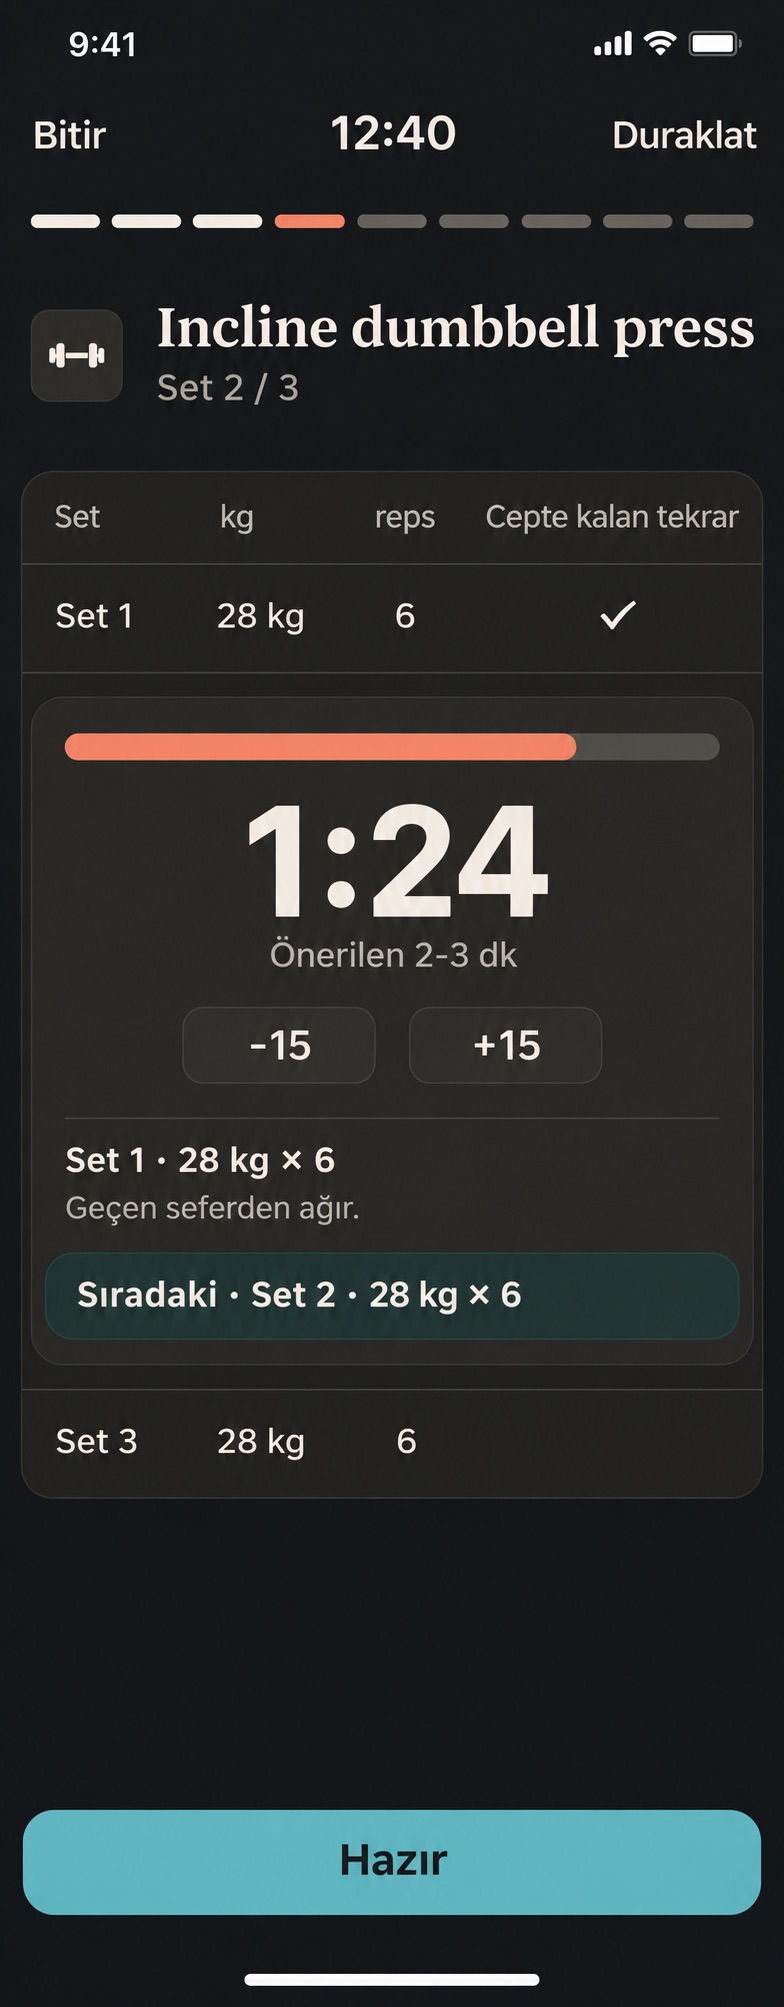 9:41
Bitir 12:40 Duraklat
Incline dumbbell press
Set 2 / 3
Set kg reps Cepte kalan tekrar
Set 1 28 kg 6 ✓
1:24
Önerilen 2-3 dk
-15 +15
Set 1 · 28 kg × 6
Geçen seferden ağır.
Sıradaki · Set 2 · 28 kg × 6
Set 3 28 kg 6
Hazır